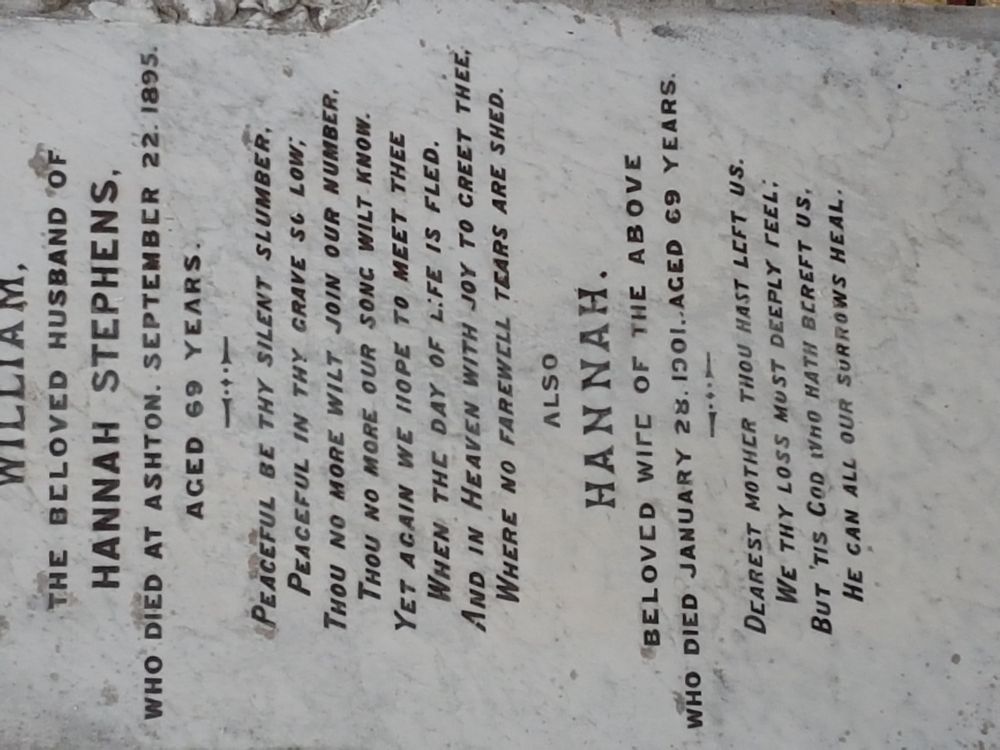 WILLIAM,
THE BELOVED HUSBAND OF
HANNAH STEPHENS,
WHO DIED AT ASHTON. SEPTEMBER 22. 1895.
AGED 69 YEARS.
PEACEFUL BE THY SILENT SLUMBER,
PEACEFUL IN THY GRAVE SO LOW;
THOU NO MORE WILT JOIN OUR NUMBER,
THOU NO MORE OUR SONG WILT KNOW.
YET AGAIN WE HOPE TO MEET THEE
WHEN THE DAY OF LIFE IS FLED.
AND IN HEAVEN WITH JOY TO GREET THEE,
WHERE NO FAREWELL TEARS ARE SHED.
ALSO
HANNAH.
BELOVED WIFE OF THE ABOVE
WHO DIED JANUARY 28. 1901. AGED 69 YEARS.
DEAREST MOTHER THOU HAST LEFT US.
WE THY LOSS MUST DEEPLY FEEL;
BUT 'TIS GOD WHO HATH BEREFT US,
HE CAN ALL OUR SORROWS HEAL.